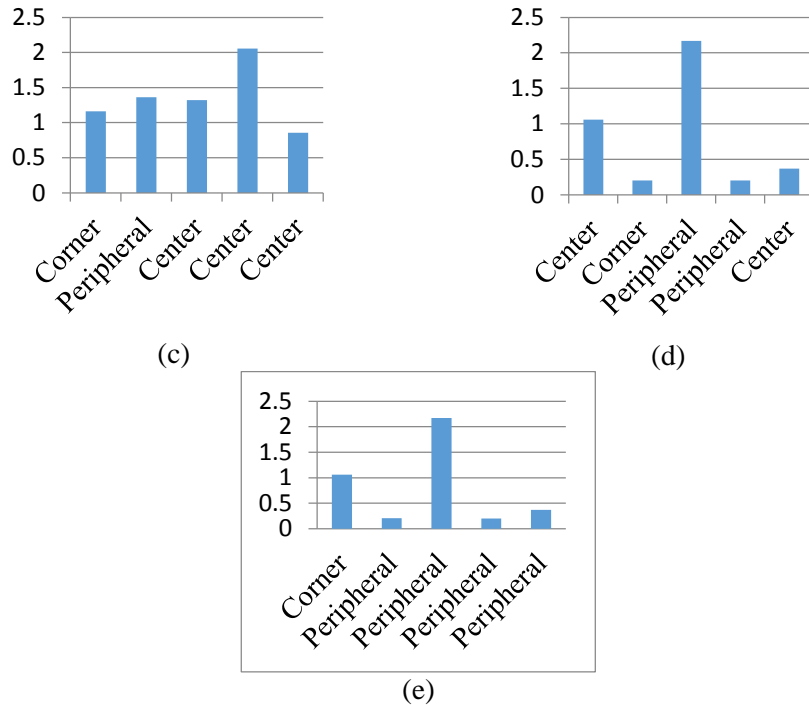 2.5
2
1.5
1
0.5
0
Corner
Peripheral
Center
Center
Center
(c)
2.5
2
1.5
1
0.5
0
Center
Corner
Peripheral
Peripheral
Center
(d)
2.5
2
1.5
1
0.5
0
Corner
Peripheral
Peripheral
Peripheral
Peripheral
(e)